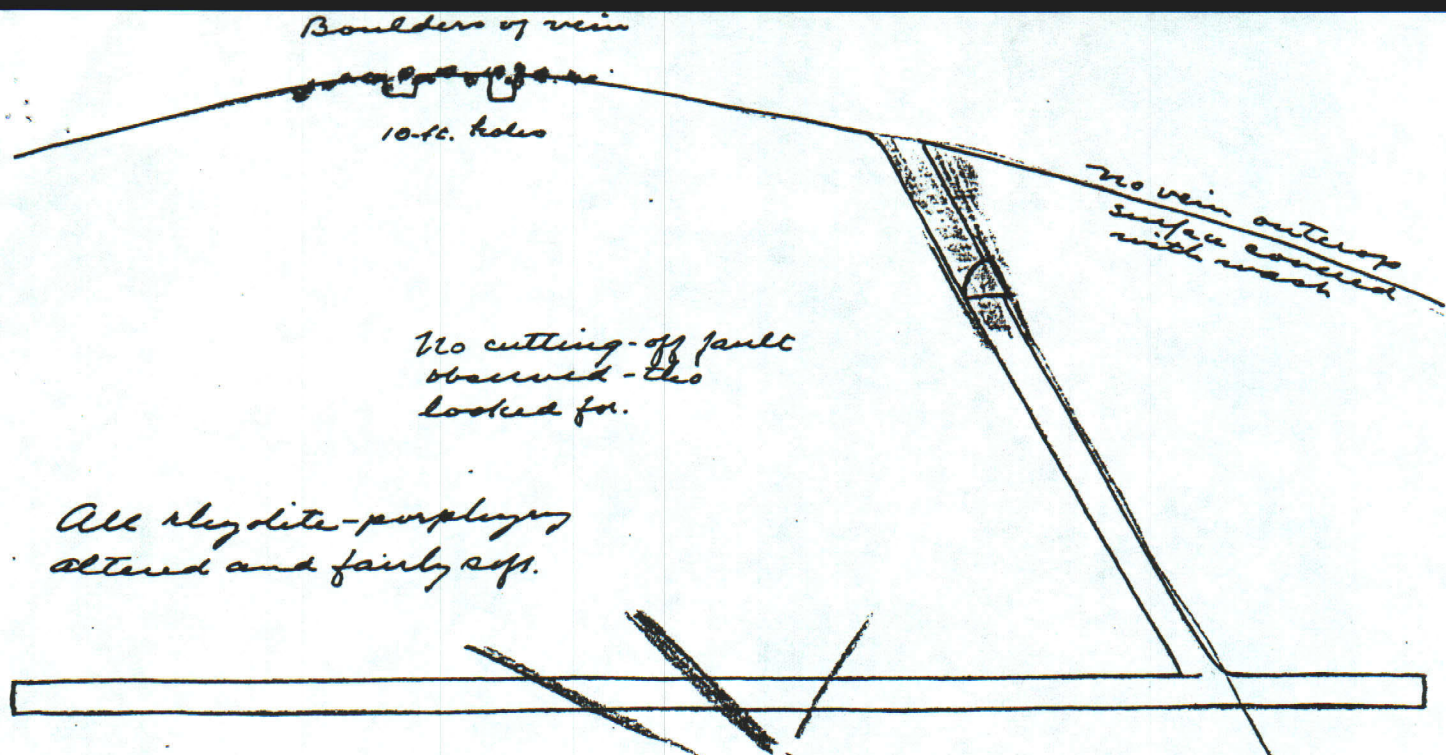 Boulders of vein
10-ft. holes
No vein outcrop
surface covered
with wash
No cutting-off fault
observed - tho
looked for.
All rhyolite-porphyry
altered and fairly soft.